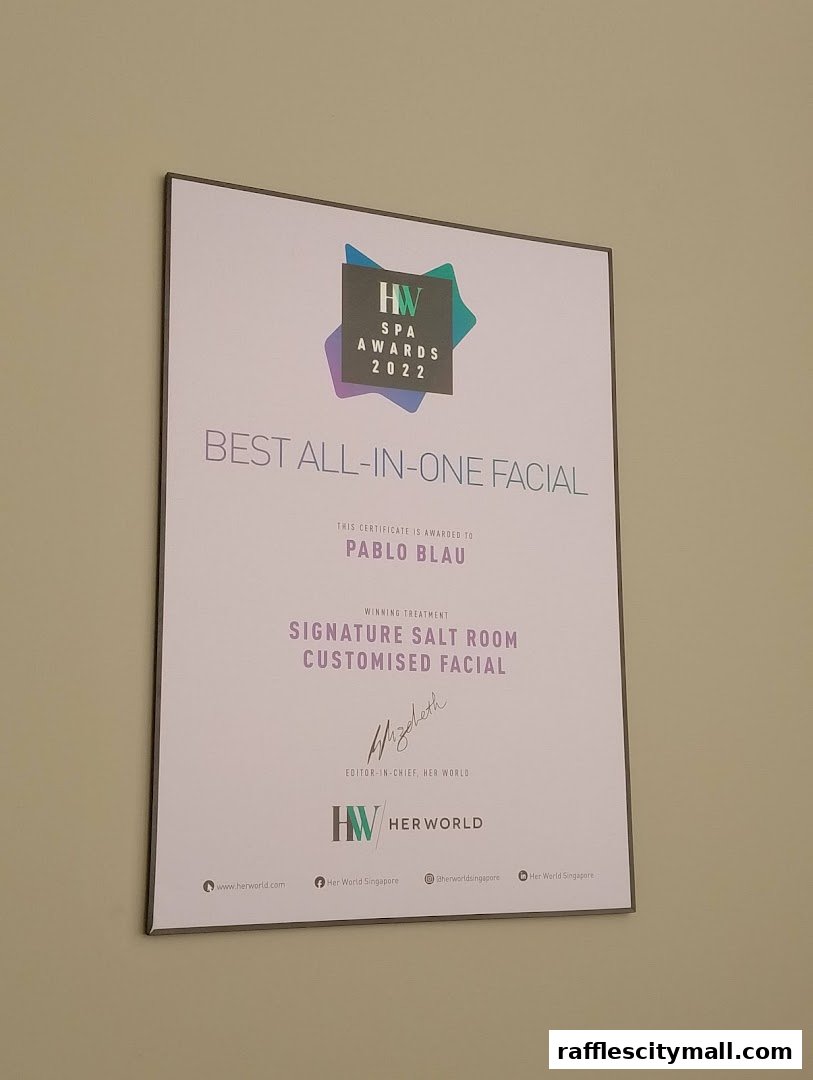 HW
SPA
AWARDS
2022
BEST ALL-IN-ONE FACIAL
THIS CERTIFICATE IS AWARDED TO
PABLO BLAU
WINNING TREATMENT
SIGNATURE SALT ROOM
CUSTOMISED FACIAL
Elizabeth
EDITOR-IN-CHIEF, HER WORLD
HW/HERWORLD
www.herworld.com Her World Singapore @herworldsingapore Her World Singapore
rafflescitymall.com